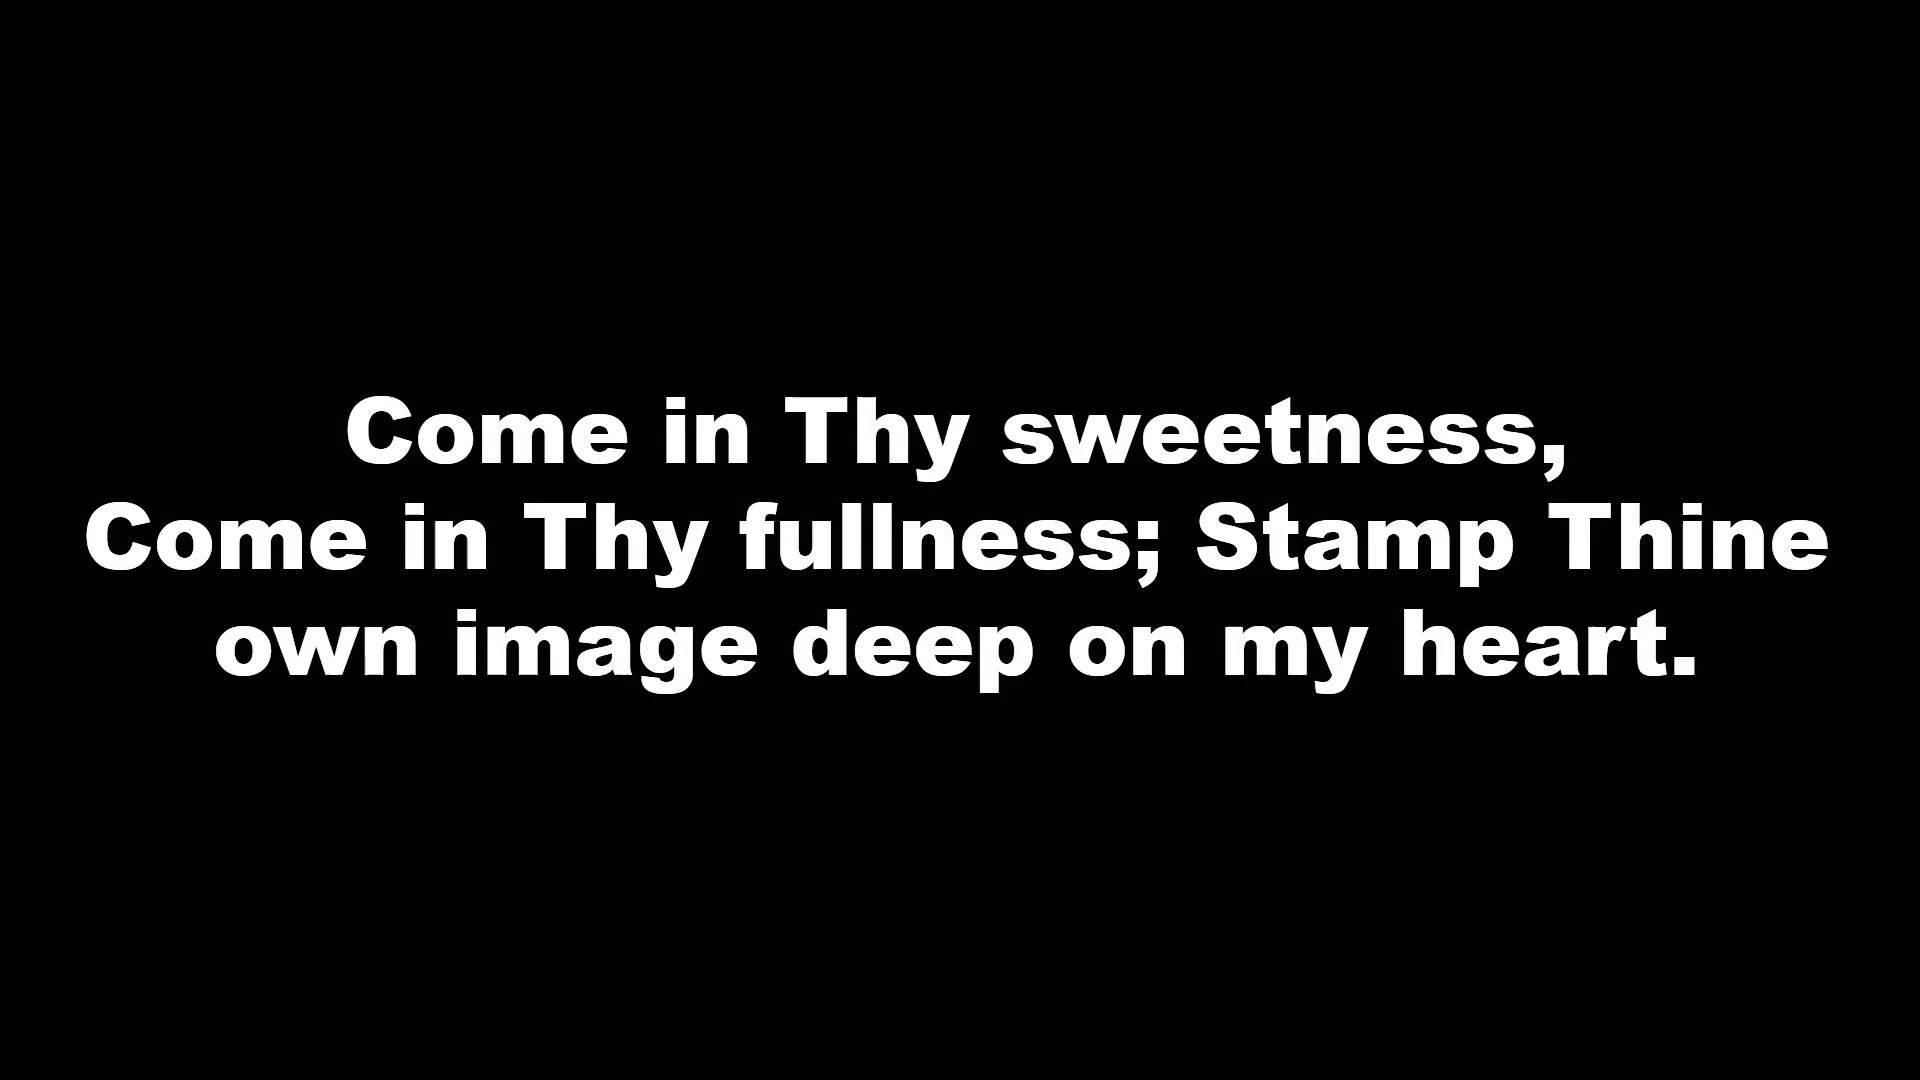 Come in Thy sweetness,
Come in Thy fullness; Stamp Thine
own image deep on my heart.